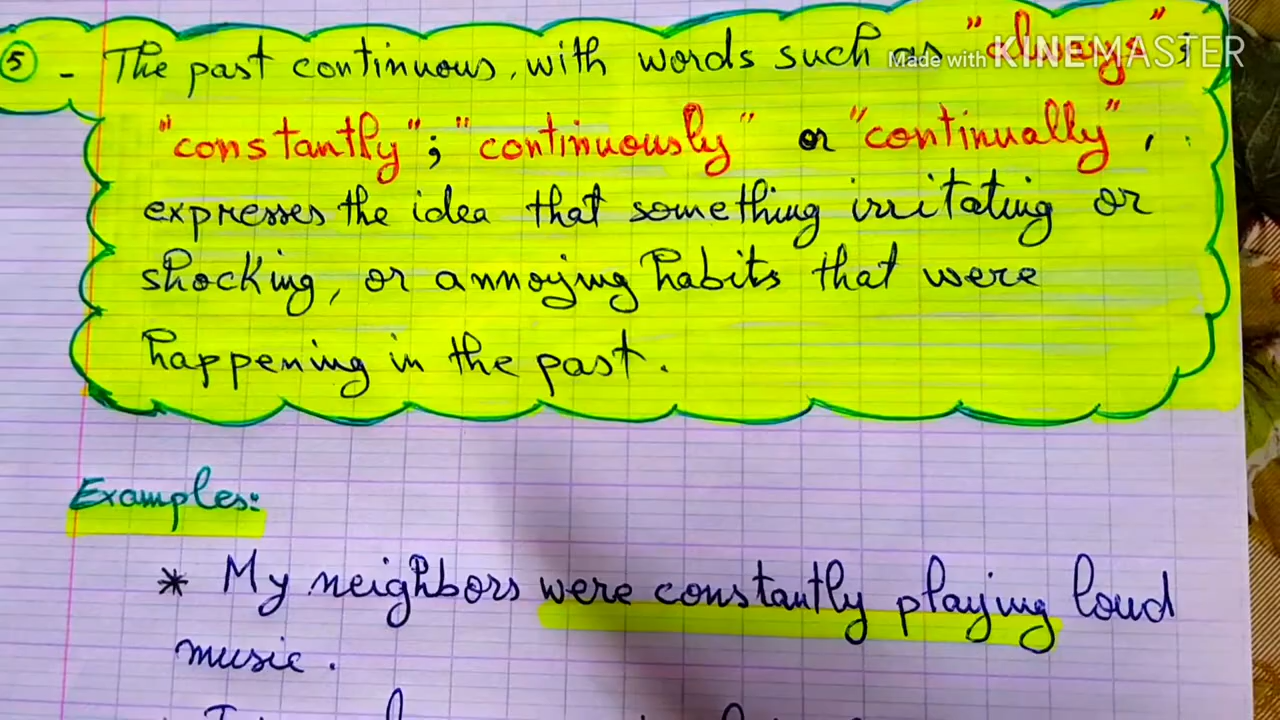 5 - The past continuous, with words such as "always";
Made with KINEMASTER
"constantly"; "continuously" or "continually",
expresses the idea that something irritating or
shocking, or annoying habits that were
happening in the past.
Examples:
* My neighbors were constantly playing loud
music.